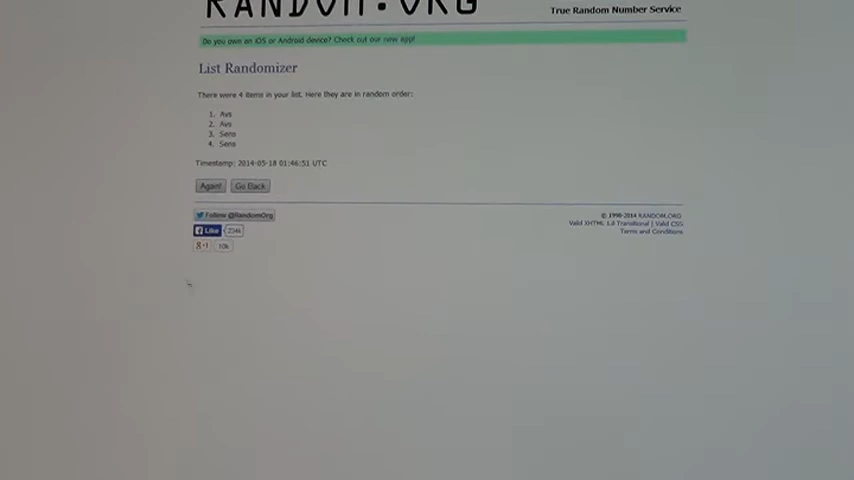 RANDOM.ORG
True Random Number Service
Do you own an iOS or Android device? Check out our new app!
List Randomizer
There were 4 items in your list. Here they are in random order:
1. Avs
2. Avs
3. Sens
4. Sens
Timestamp: 2014-05-18 01:46:51 UTC
Again! Go Back
Follow @RandomOrg
Like 234k
g+1 10k
© 1998-2014 RANDOM.ORG
Valid XHTML 1.0 Transitional | Valid CSS
Terms and Conditions